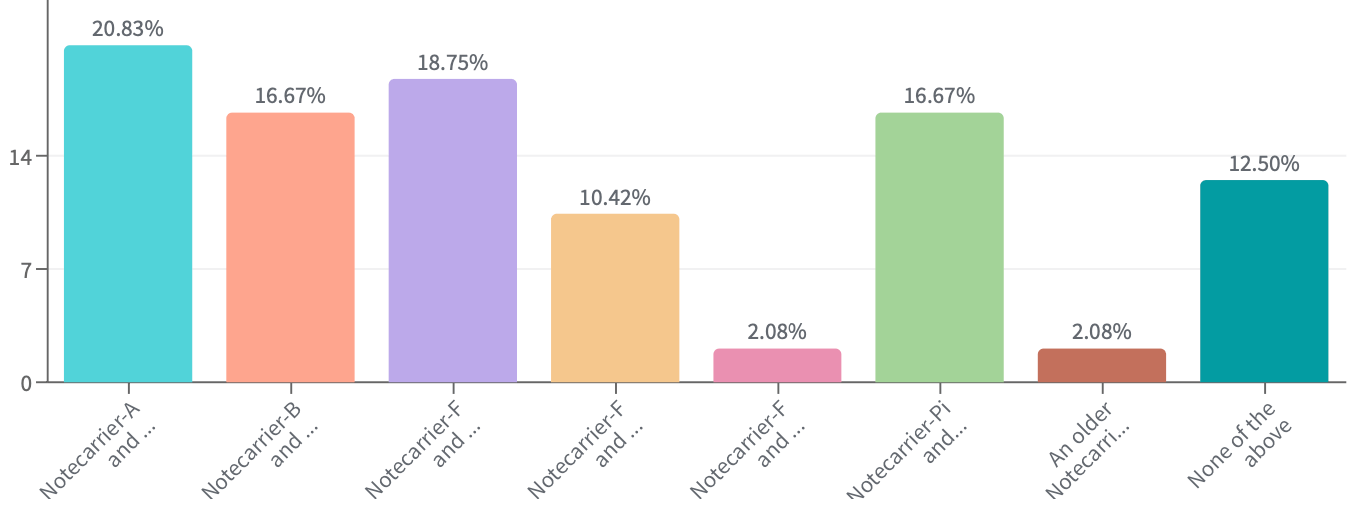 20.83%
16.67%
18.75%
10.42%
2.08%
16.67%
2.08%
12.50%
14
7
0
Notecarrier-A
and ...
Notecarrier-B
and ...
Notecarrier-F
and ...
Notecarrier-F
and ...
Notecarrier-F
and ...
Notecarrier-Pi
and...
An older
Notecarri...
None of the
above